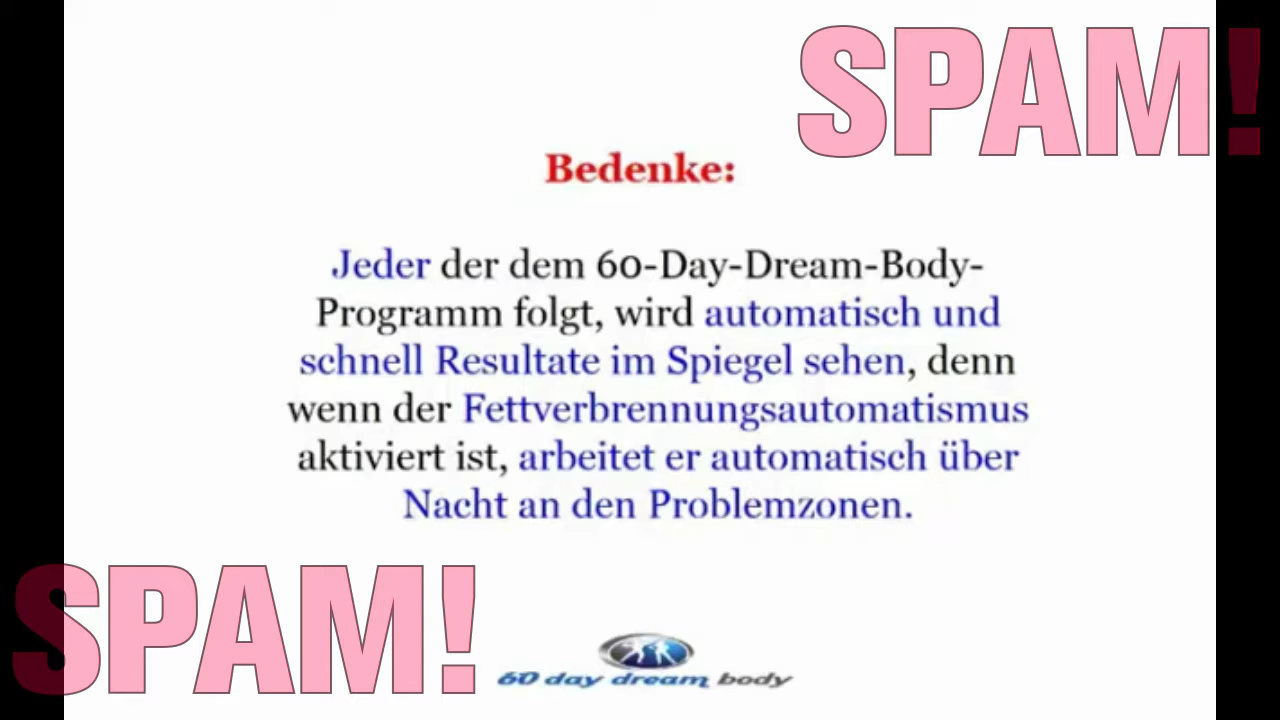 SPAM!
Bedenke:
Jeder der dem 60-Day-Dream-Body-
Programm folgt, wird automatisch und
schnell Resultate im Spiegel sehen, denn
wenn der Fettverbrennungsautomatismus
aktiviert ist, arbeitet er automatisch über
Nacht an den Problemzonen.
SPAM!
60 day dream body